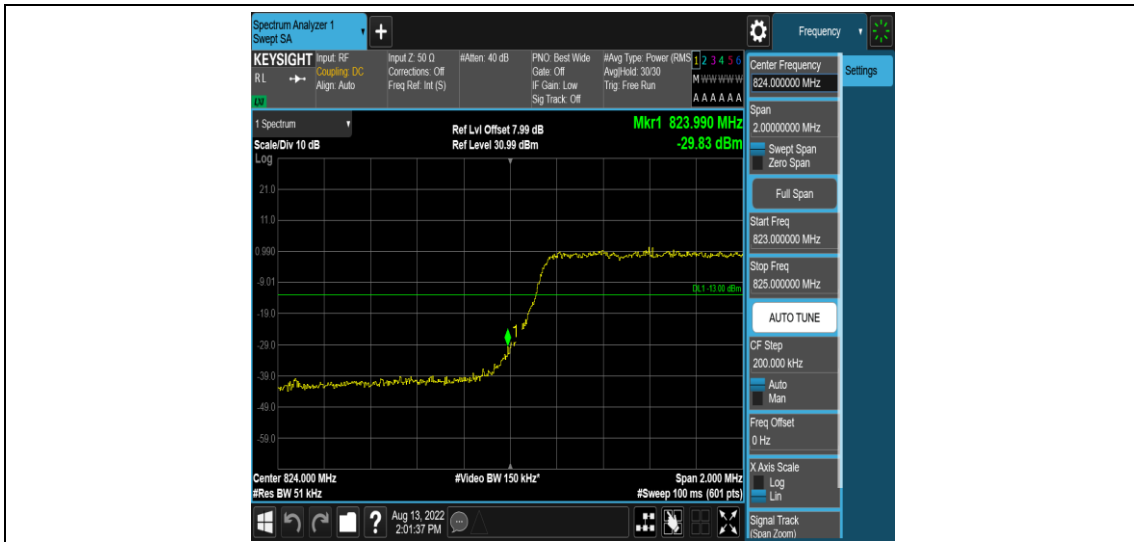 Spectrum Analyzer 1
Swept SA
Frequency
KEYSIGHT
RL
LM
Input: RF
Coupling: DC
Align: Auto
Input Z: 50 Ω
Corrections: Off
Freq Ref: Int (S)
#Atten: 40 dB
PNO: Best Wide
Gate: Off
IF Gain: Low
Sig Track: Off
#Avg Type: Power (RMS
Avg|Hold: 30/30
Trig: Free Run
1 2 3 4 5 6
M W W W W W
A A A A A A
1 Spectrum
Scale/Div 10 dB
Ref Lvl Offset 7.99 dB
Ref Level 30.99 dBm
Mkr1 823.990 MHz
-29.83 dBm
Log
21.0
11.0
0.990
-9.01
-19.0
-29.0
-39.0
-49.0
-59.0
DL1 -13.00 dBm
1
Center 824.000 MHz
#Res BW 51 kHz
#Video BW 150 kHz*
Span 2.000 MHz
#Sweep 100 ms (601 pts)
?
Aug 13, 2022
2:01:37 PM
Center Frequency
824.000000 MHz
Settings
Span
2.00000000 MHz
Swept Span
Zero Span
Full Span
Start Freq
823.000000 MHz
Stop Freq
825.000000 MHz
AUTO TUNE
CF Step
200.000 kHz
Auto
Man
Freq Offset
0 Hz
X Axis Scale
Log
Lin
Signal Track
(Span Zoom)